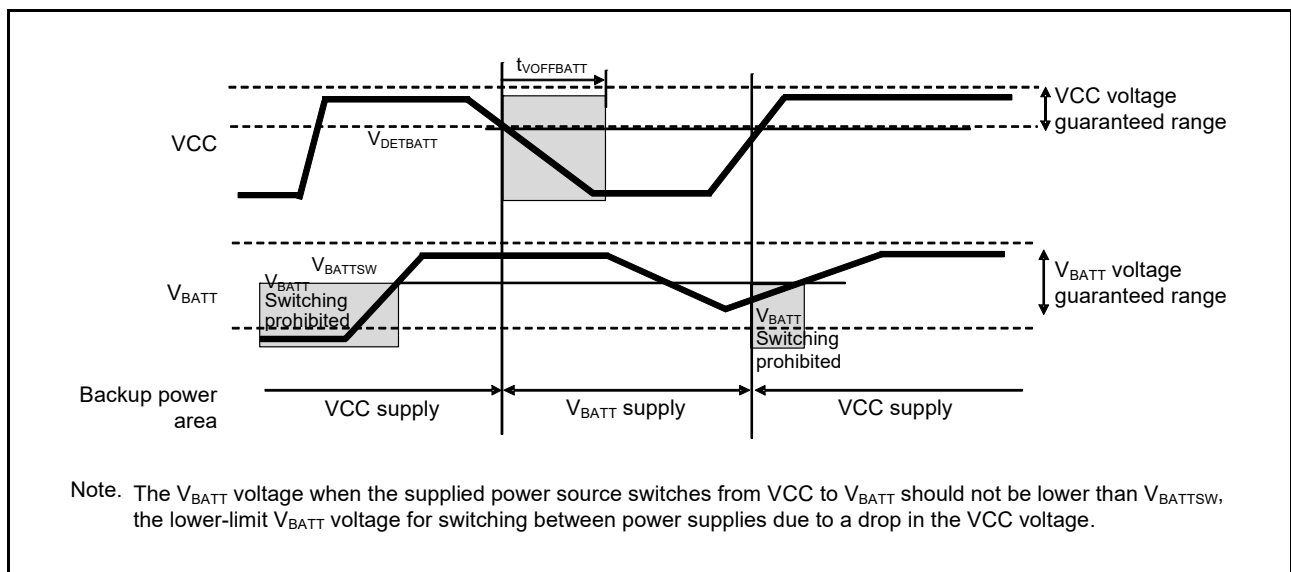 tVOFFBATT
VCC voltage
guaranteed range
VDETBATT
VCC
VBATTSW
VBATT
VBATT
Switching
prohibited
VBATT voltage
guaranteed range
VBATT
Switching
prohibited
Backup power
area
VCC supply
VBATT supply
VCC supply
Note. The VBATT voltage when the supplied power source switches from VCC to VBATT should not be lower than VBATTSW,
the lower-limit VBATT voltage for switching between power supplies due to a drop in the VCC voltage.